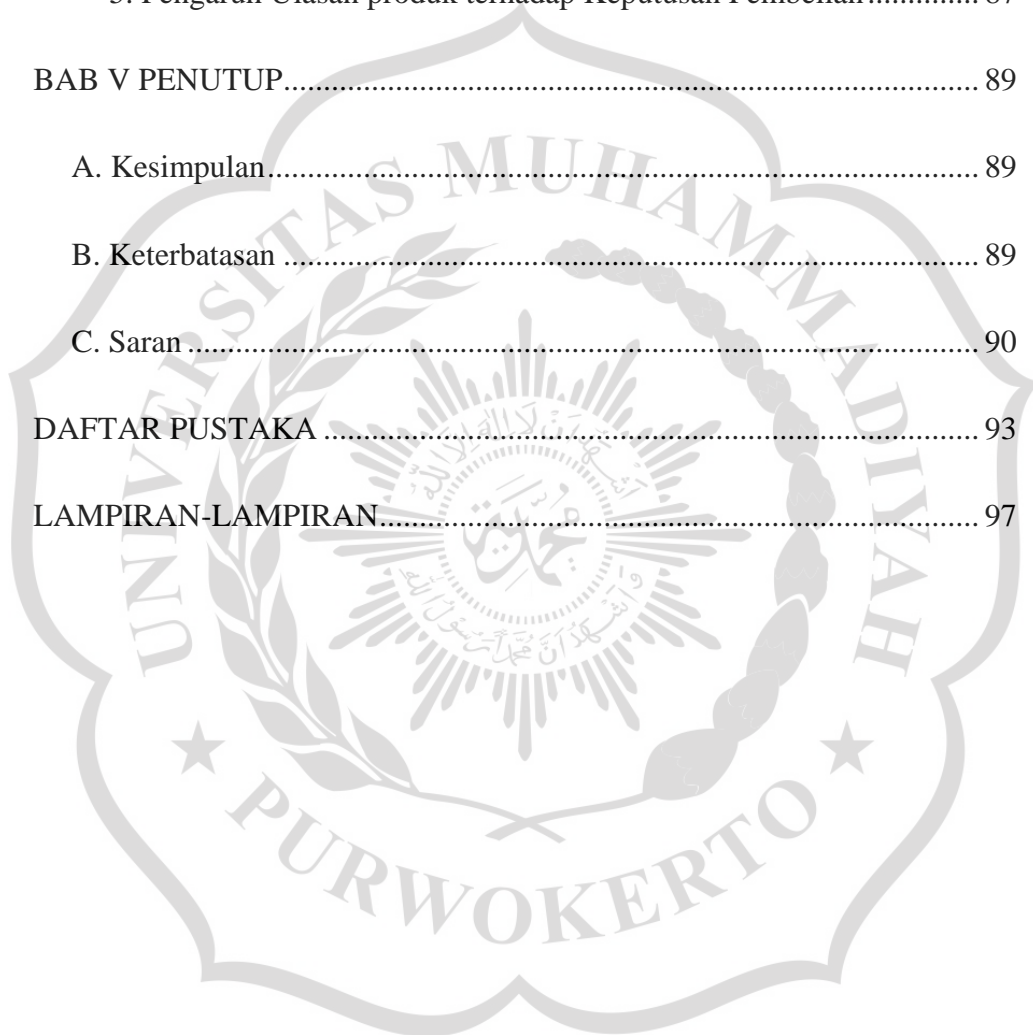 Pengaruh Ulasan produk terhadap Keputusan Pembelian.............. 87
BAB V PENUTUP.................................................................................... 89
A. Kesimpulan...................................................................................... 89
B. Keterbatasan .................................................................................... 89
C. Saran ................................................................................................ 90
DAFTAR PUSTAKA ............................................................................... 93
LAMPIRAN-LAMPIRAN........................................................................ 97
UNIVERSITAS MUHAMMADIYAH
PURWOKERTO